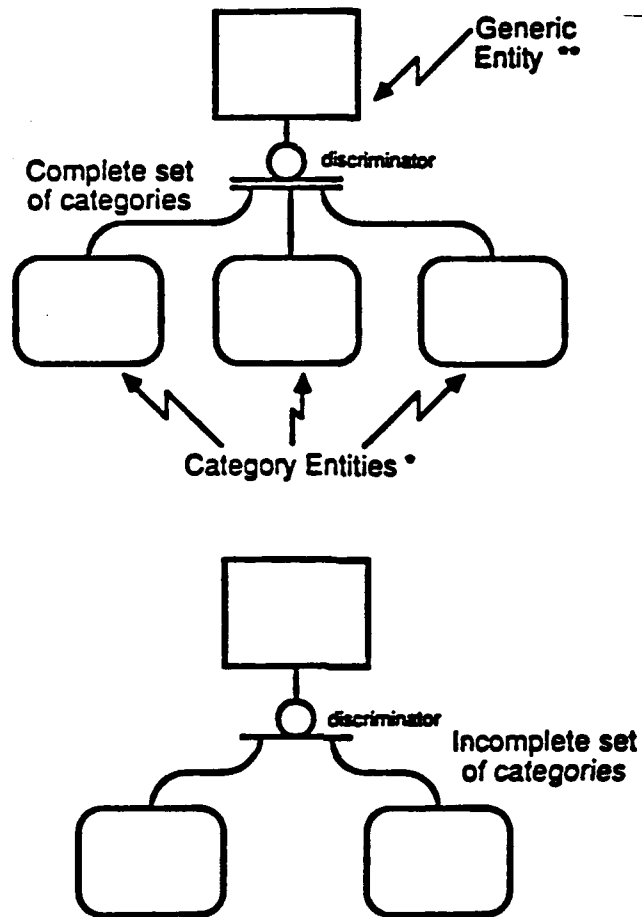 Generic
Entity **
discriminator
Complete set
of categories
Category Entities *
discriminator
Incomplete set
of categories